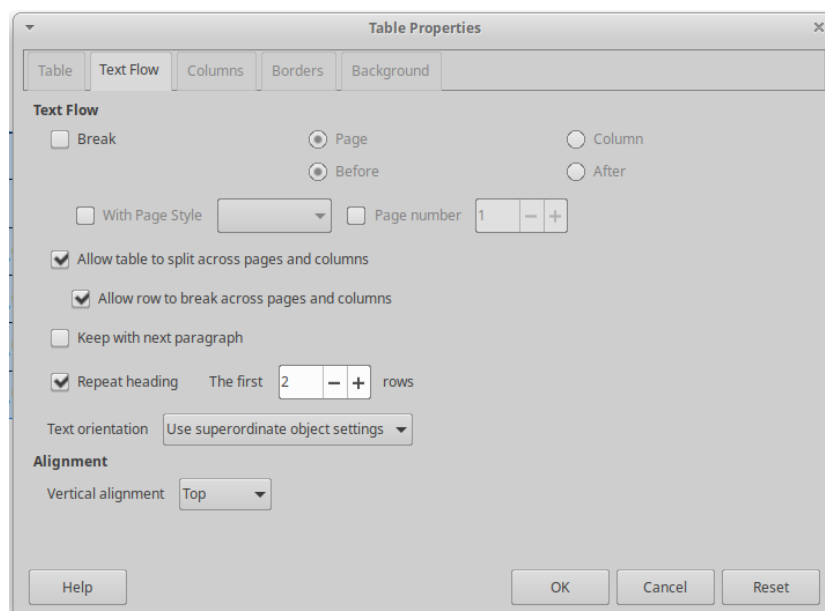 Table Properties
Table Text Flow Columns Borders Background
Text Flow
Break Page Column
Before After
With Page Style Page number 1
Allow table to split across pages and columns
Allow row to break across pages and columns
Keep with next paragraph
Repeat heading The first 2 rows
Text orientation Use superordinate object settings
Alignment
Vertical alignment Top
Help OK Cancel Reset